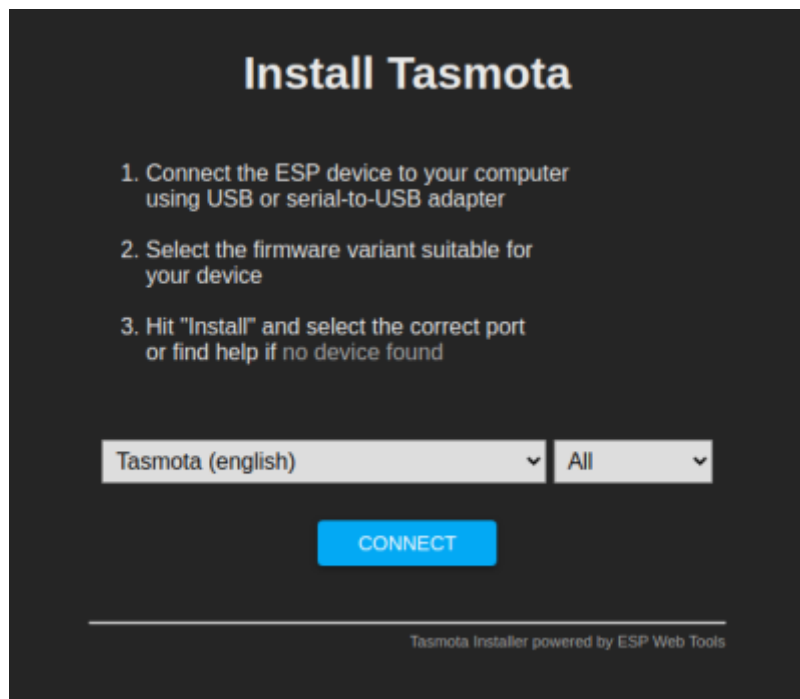 Install Tasmota
1. Connect the ESP device to your computer
using USB or serial-to-USB adapter
2. Select the firmware variant suitable for
your device
3. Hit "Install" and select the correct port
or find help if no device found
Tasmota (english) All
CONNECT
Tasmota Installer powered by ESP Web Tools